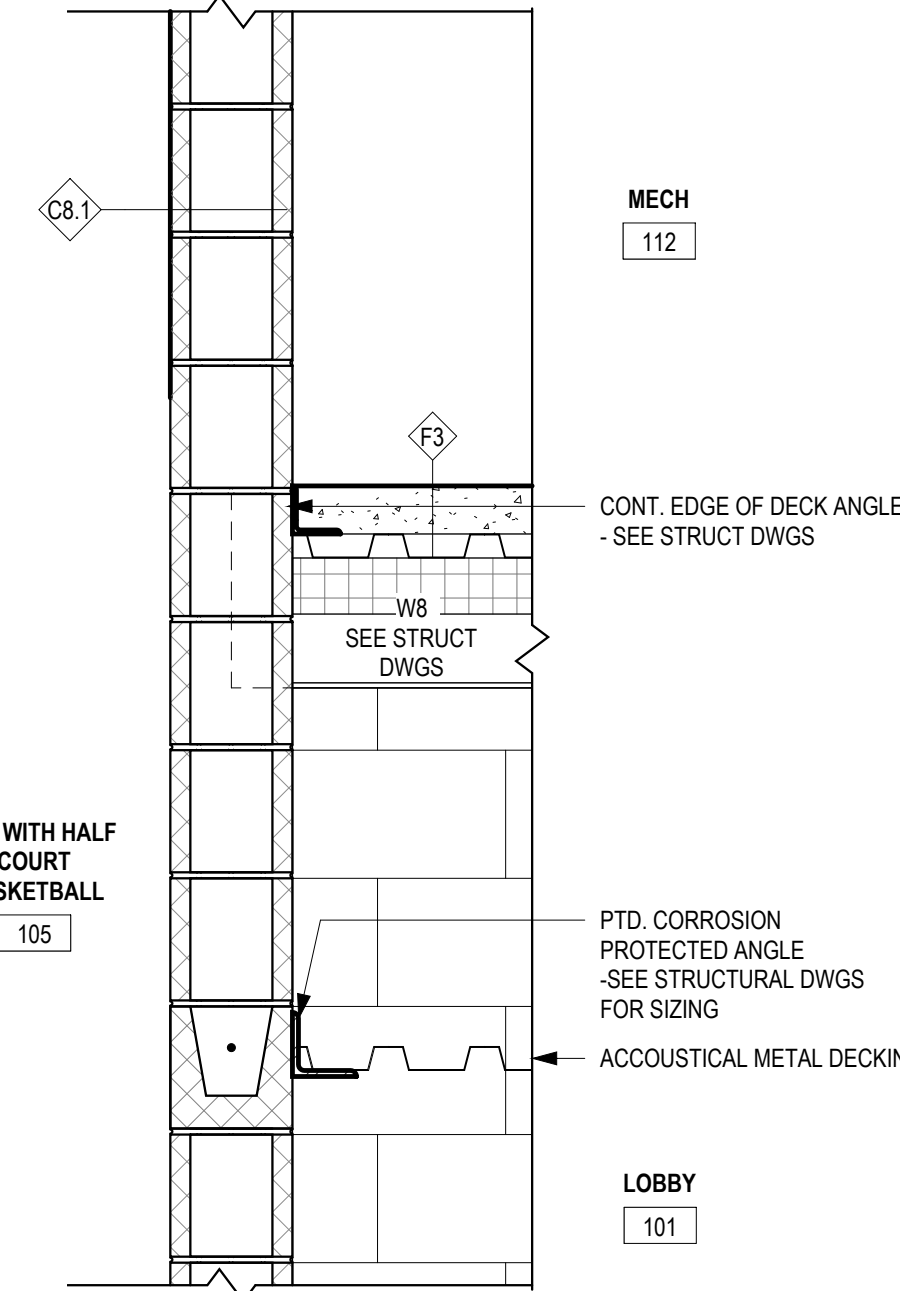 C8.1
MECH
112
F3
CONT. EDGE OF DECK ANGLE
- SEE STRUCT DWGS
W8
SEE STRUCT
DWGS
WITH HALF
COURT
SKETBALL
105
PTD. CORROSION
PROTECTED ANGLE
-SEE STRUCTURAL DWGS
FOR SIZING
ACCOUSTICAL METAL DECKIN
LOBBY
101